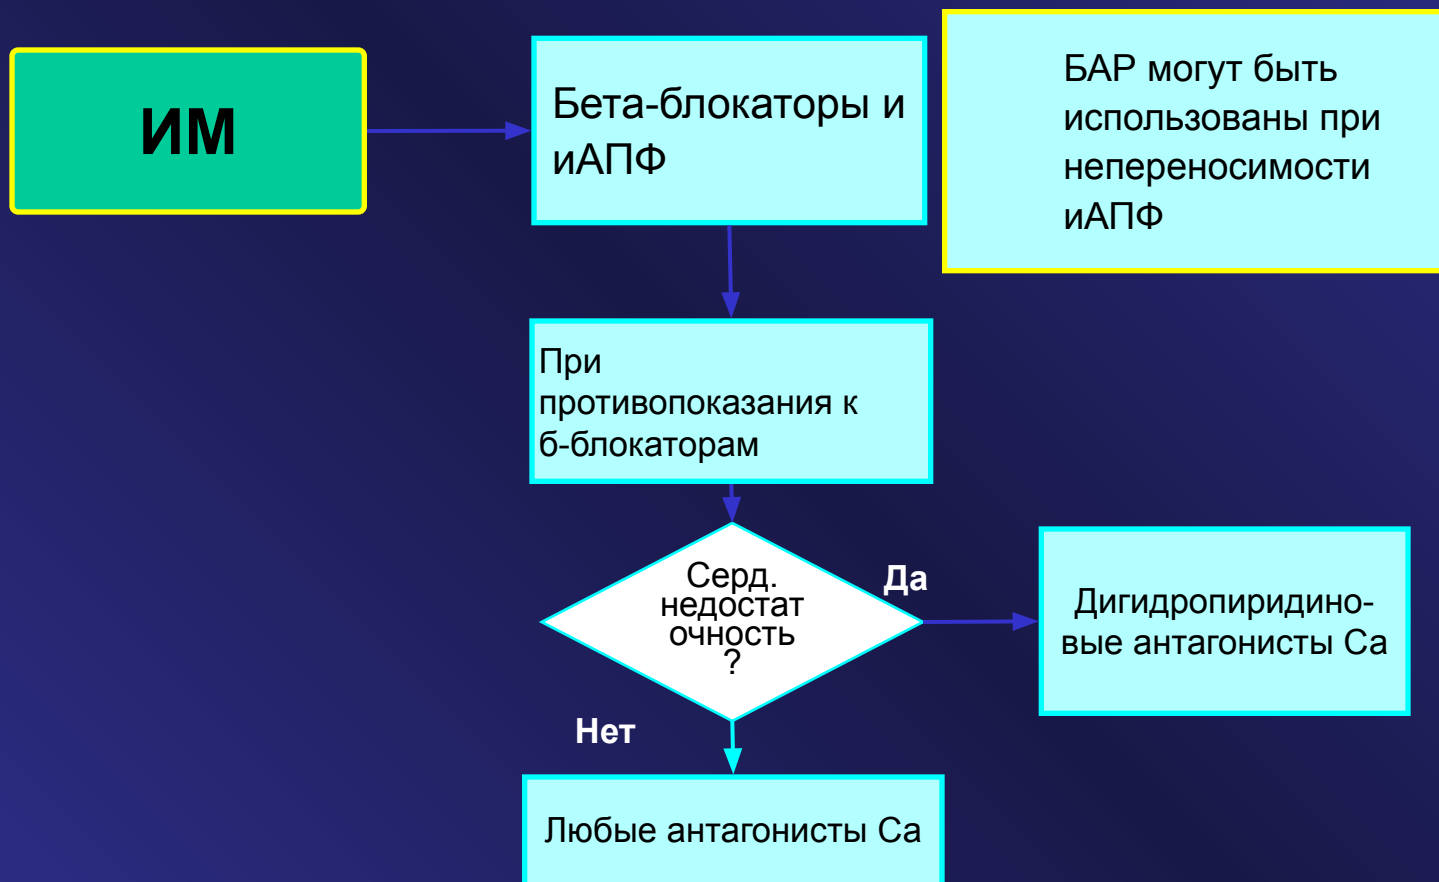 ИМ
Бета-блокаторы и
иАПФ
БАР могут быть
использованы при
непереносимости
иАПФ
При
противопоказания к
б-блокаторам
Серд.
недостат
очность
?
Да
Дигидропиридино-
вые антагонисты Са
Нет
Любые антагонисты Са